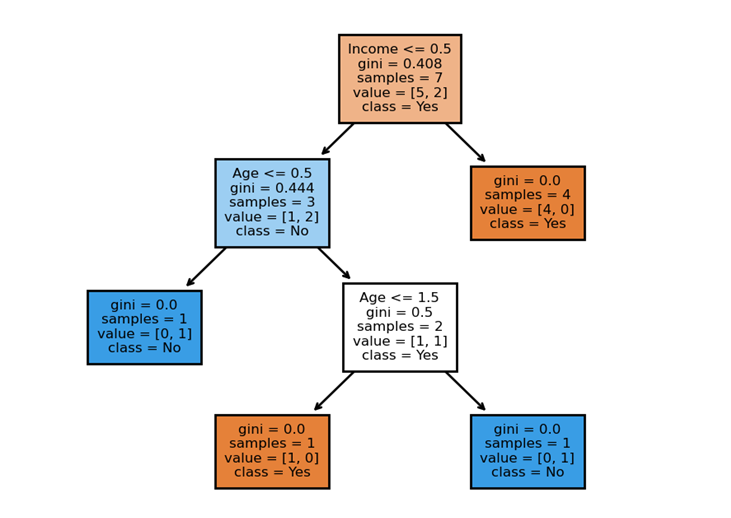 Income <= 0.5
gini = 0.408
samples = 7
value = [5, 2]
class = Yes
Age <= 0.5
gini = 0.444
samples = 3
value = [1, 2]
class = No
gini = 0.0
samples = 4
value = [4, 0]
class = Yes
gini = 0.0
samples = 1
value = [0, 1]
class = No
Age <= 1.5
gini = 0.5
samples = 2
value = [1, 1]
class = Yes
gini = 0.0
samples = 1
value = [1, 0]
class = Yes
gini = 0.0
samples = 1
value = [0, 1]
class = No